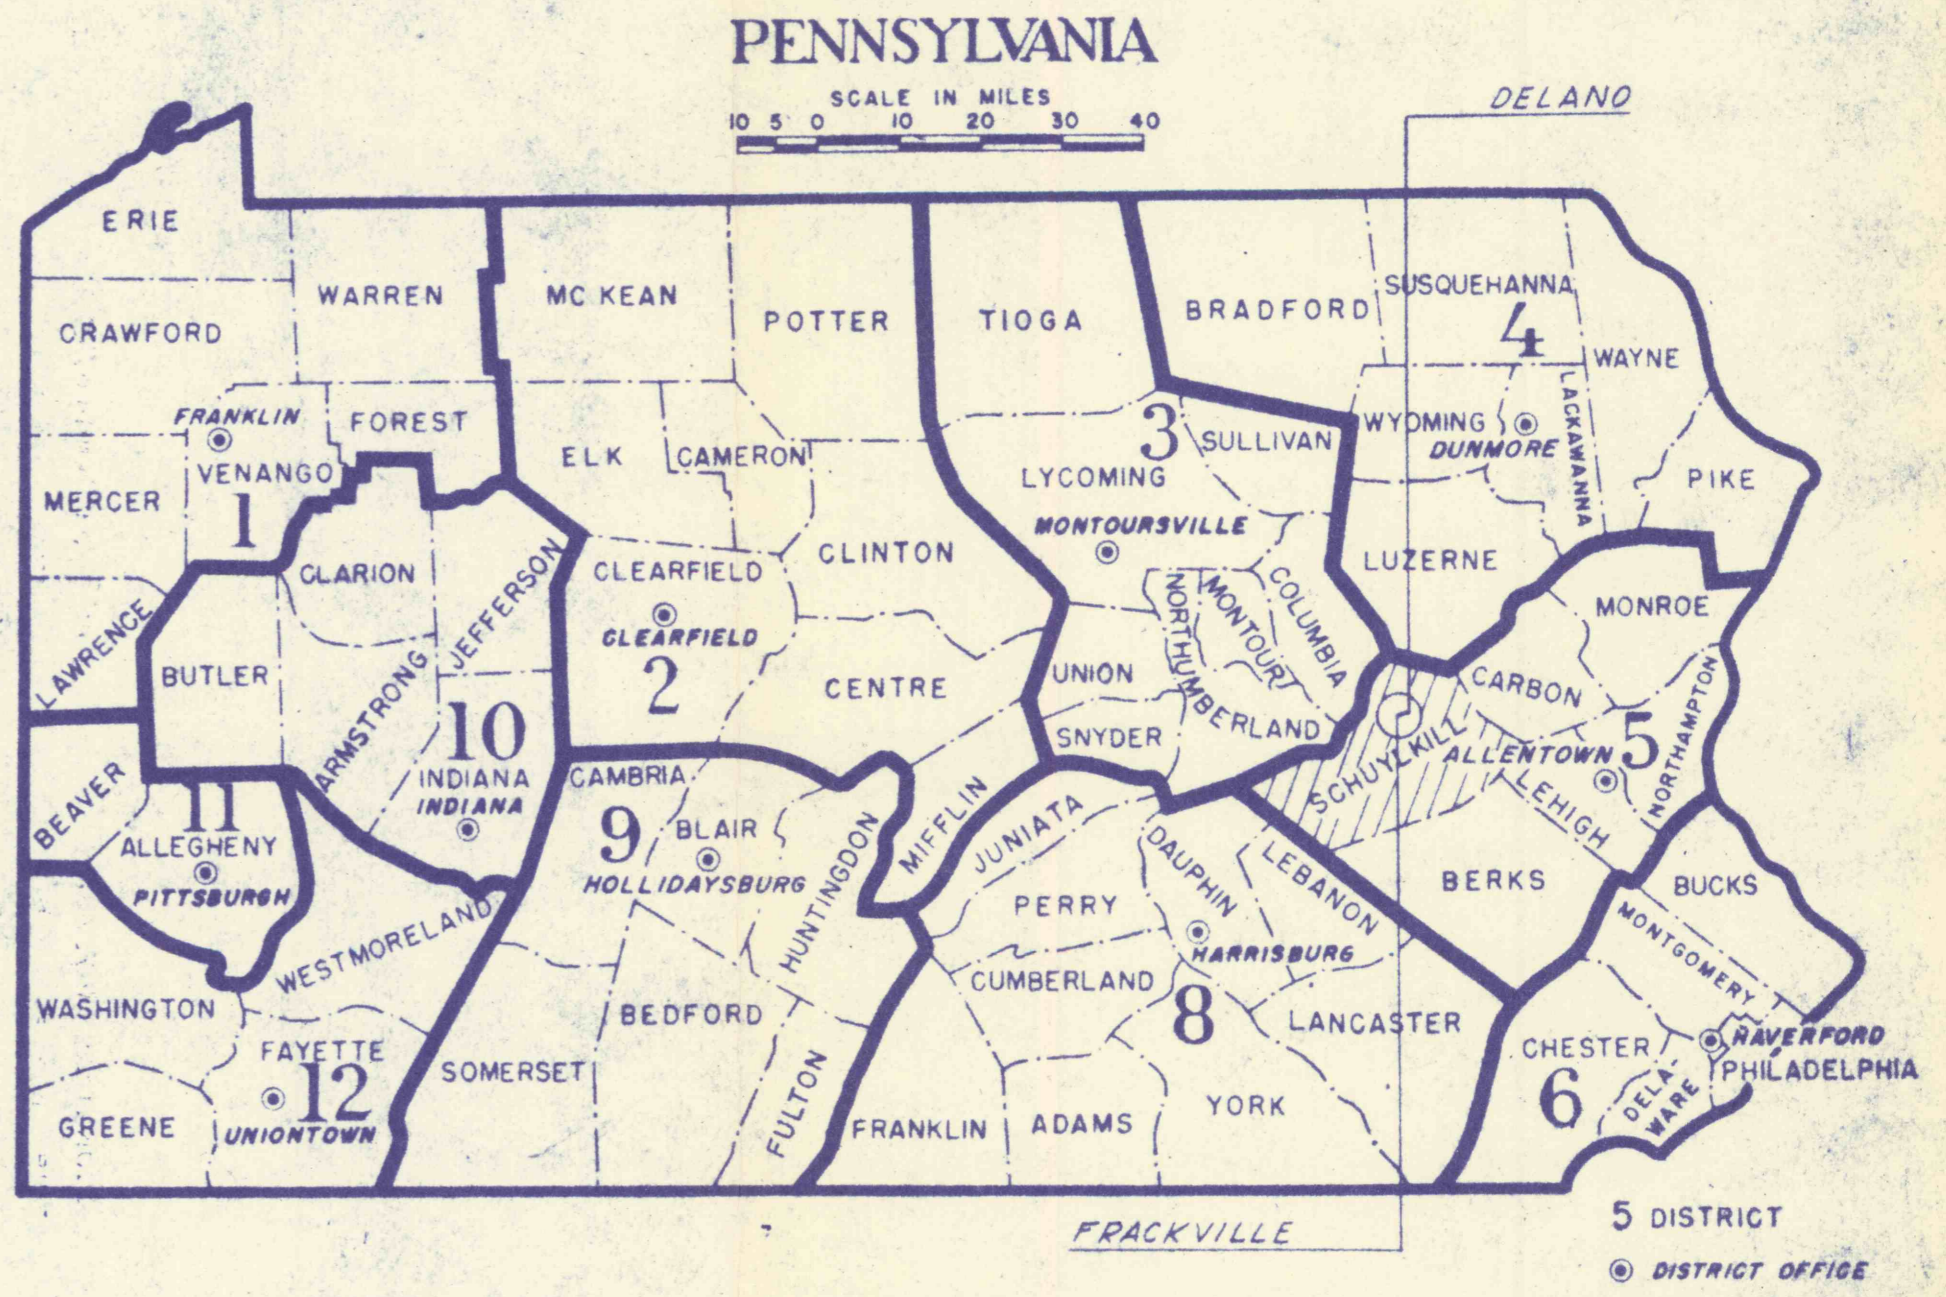 PENNSYLVANIA
SCALE IN MILES
10 5 0 10 20 30 40
DELANO
ERIE
WARREN
MC KEAN
POTTER
TIOGA
BRADFORD
SUSQUEHANNA
4
WAYNE
CRAWFORD
FRANKLIN
FOREST
VENANGO
1
MERCER
ELK
CAMERON
3
SULLIVAN
LYCOMING
MONTOURSVILLE
WYOMING
DUNMORE
LACKAWANNA
PIKE
CLARION
JEFFERSON
CLEARFIELD
CLEARFIELD
2
CLINTON
CENTRE
LUZERNE
MONROE
COLUMBIA
MONTOUR
NORTHUMBERLAND
UNION
SNYDER
LAWRENCE
BUTLER
ARMSTRONG
10
INDIANA
INDIANA
CARBON
5
NORTHAMPTON
ALLENTOWN
SCHUYLKILL
LEHIGH
BEAVER
11
ALLEGHENY
PITTSBURGH
CAMBRIA
9
BLAIR
HOLLIDAYSBURG
HUNTINGDON
MIFFLIN
JUNIATA
PERRY
DAUPHIN
LEBANON
BERKS
BUCKS
MONTGOMERY
HARRISBURG
CUMBERLAND
8
LANCASTER
WESTMORELAND
WASHINGTON
FAYETTE
12
UNIONTOWN
GREENE
SOMERSET
BEDFORD
FULTON
FRANKLIN
ADAMS
YORK
CHESTER
6
DELA-
WARE
HAVERFORD
PHILADELPHIA
FRACKVILLE
5 DISTRICT
DISTRICT OFFICE